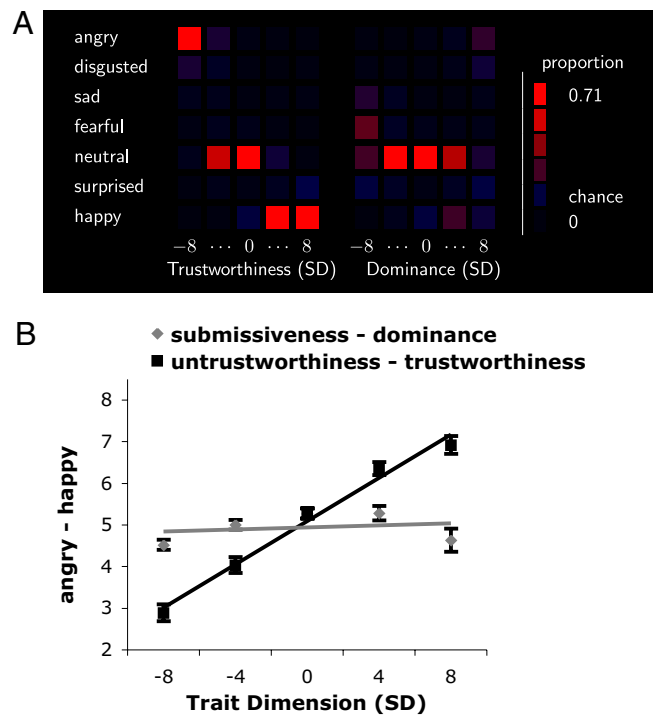 A
angry
disgusted
sad
fearful
neutral
surprised
happy
−8 ··· 0 ··· 8 −8 ··· 0 ··· 8
Trustworthiness (SD) Dominance (SD)
proportion
0.71
chance
0
B
submissiveness - dominance
untrustworthiness - trustworthiness
8
7
6
5
4
3
2
angry - happy
-8 -4 0 4 8
Trait Dimension (SD)